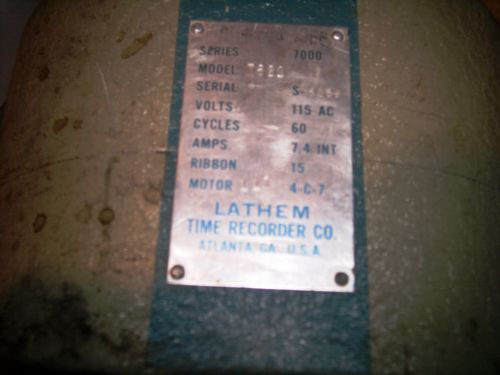 SERIES 7000
MODEL
SERIAL S-
VOLTS 115 AC
CYCLES 60
AMPS. 7.4 INT
RIBBON 15
MOTOR 4-C-7
LATHEM
TIME RECORDER CO.
ATLANTA, GA., U.S.A.